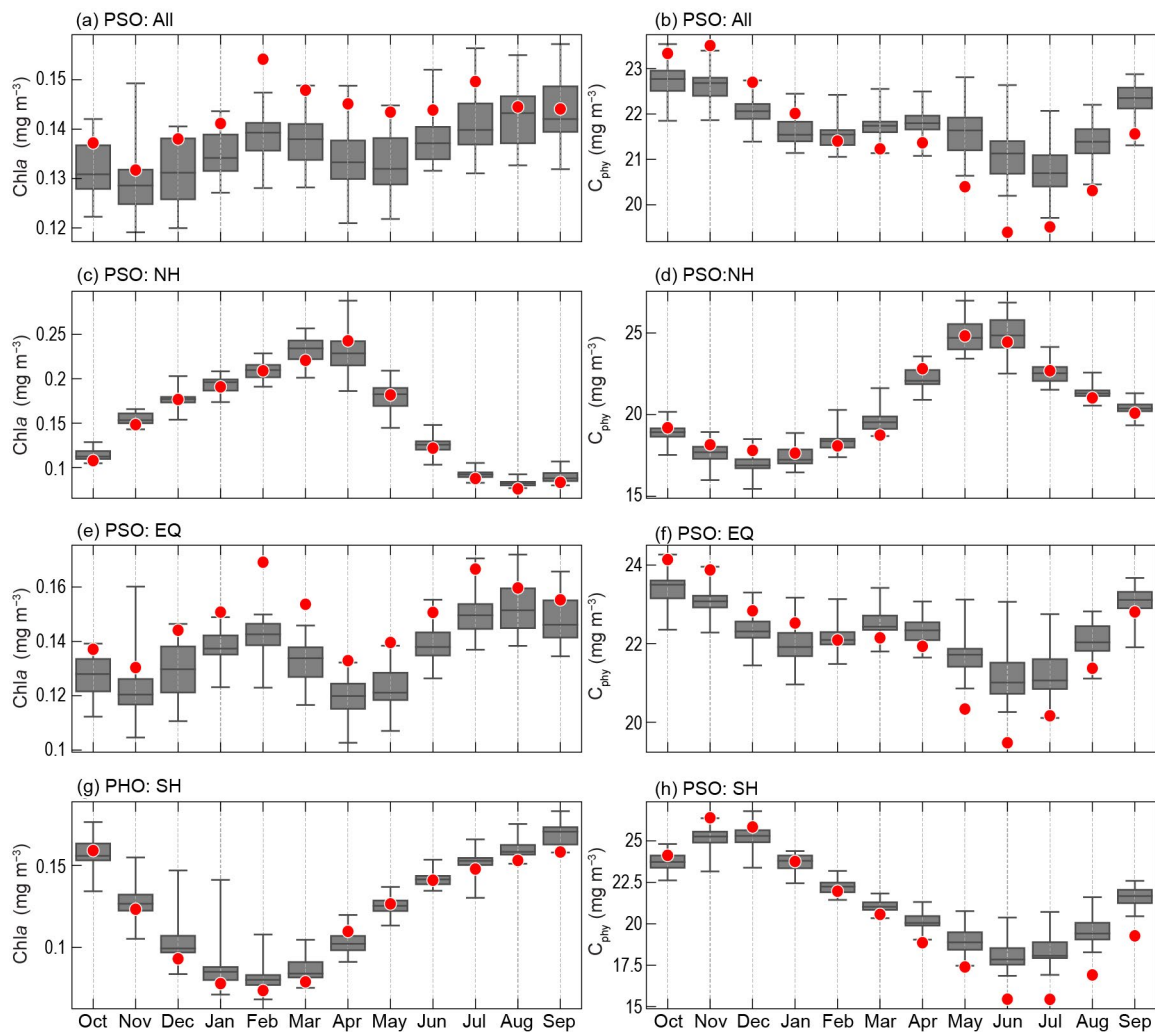 (a) PSO: All
Chla (mg m⁻³)
0.15
0.14
0.13
0.12
(b) PSO: All
C_phy (mg m⁻³)
23
22
21
20
(c) PSO: NH
Chla (mg m⁻³)
0.25
0.2
0.15
0.1
(d) PSO:NH
C_phy (mg m⁻³)
25
20
15
(e) PSO: EQ
Chla (mg m⁻³)
0.16
0.14
0.12
0.1
(f) PSO: EQ
C_phy (mg m⁻³)
24
22
20
(g) PHO: SH
Chla (mg m⁻³)
0.15
0.1
Oct Nov Dec Jan Feb Mar Apr May Jun Jul Aug Sep
(h) PSO: SH
C_phy (mg m⁻³)
25
22.5
20
17.5
15
Oct Nov Dec Jan Feb Mar Apr May Jun Jul Aug Sep